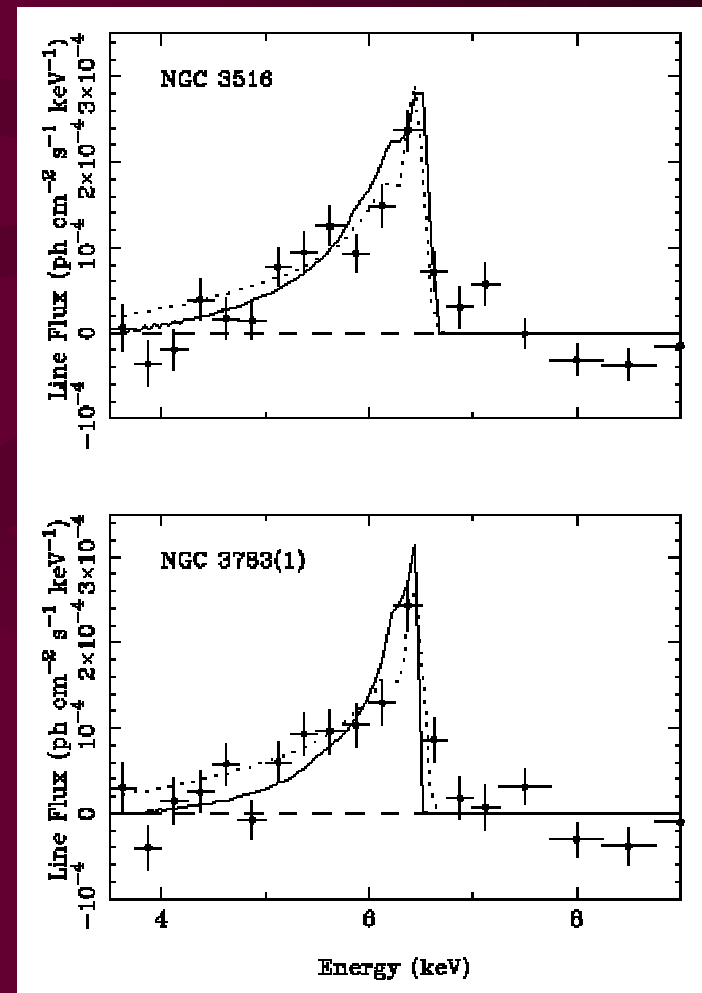 NGC 3516
Line Flux (ph cm⁻² s⁻¹ keV⁻¹)
3×10⁻⁴
2×10⁻⁴
10⁻⁴
0
−10⁻⁴
NGC 3783(1)
Line Flux (ph cm⁻² s⁻¹ keV⁻¹)
3×10⁻⁴
2×10⁻⁴
10⁻⁴
0
−10⁻⁴
4 6 8
Energy (keV)